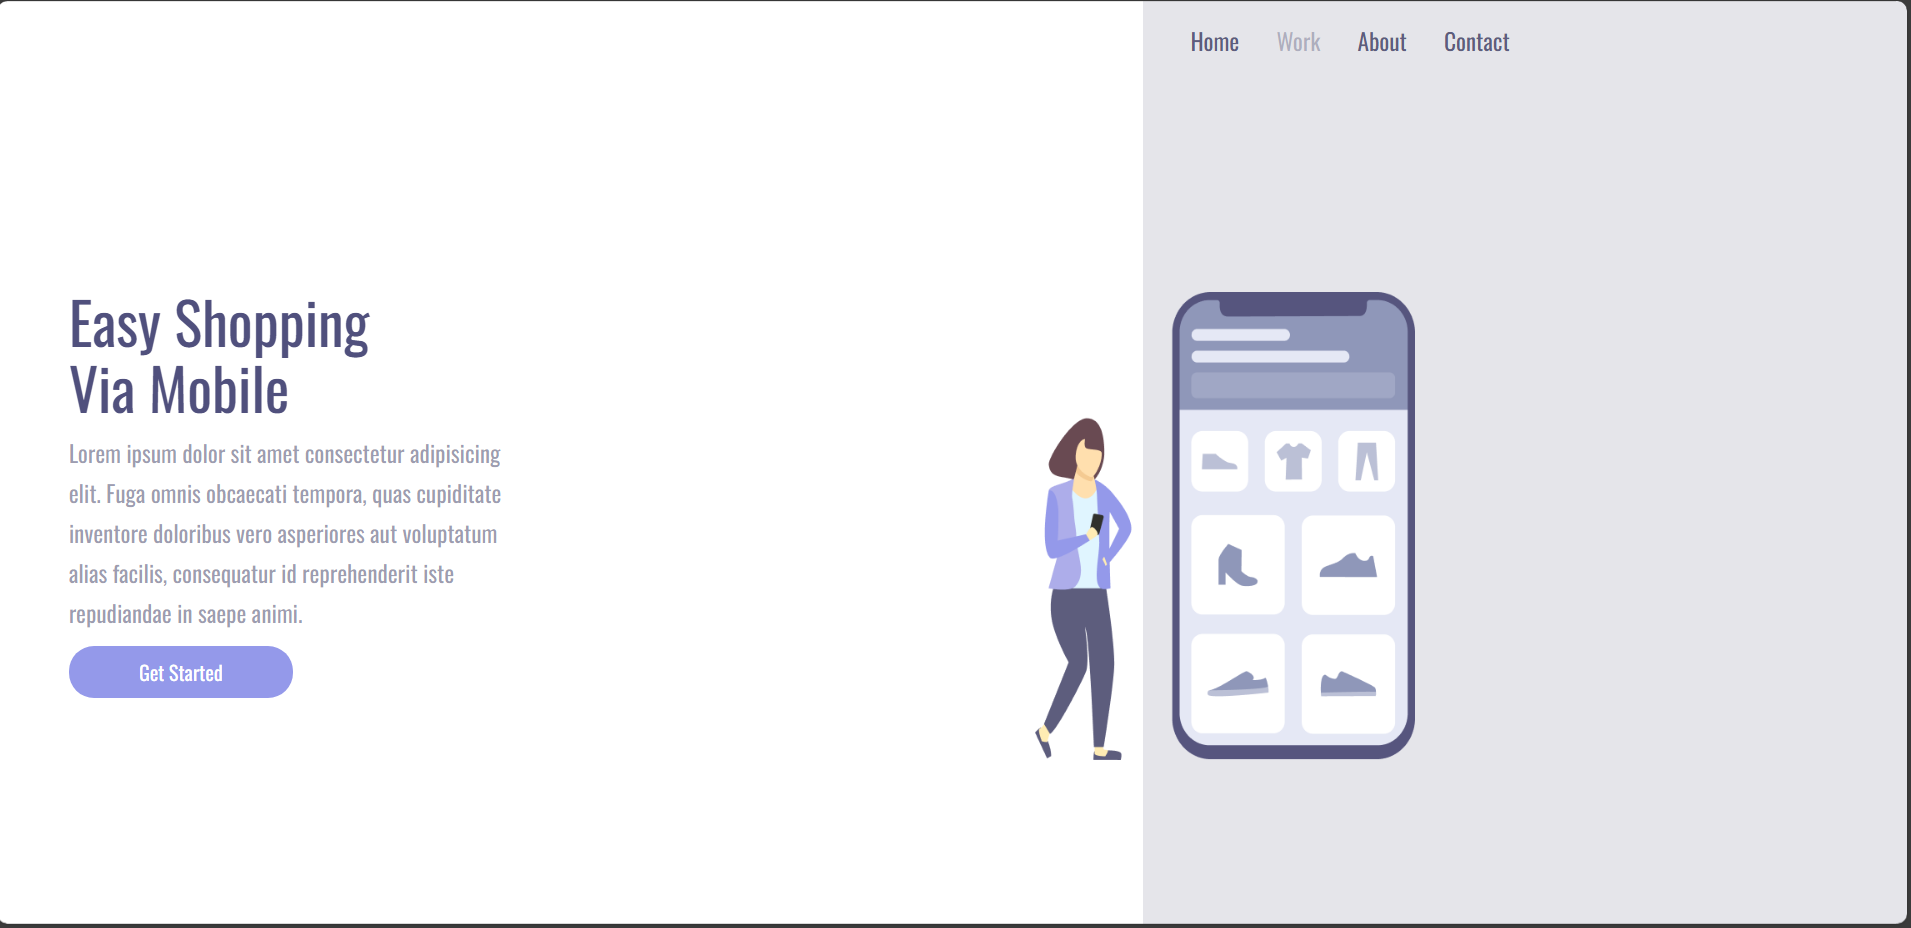 Home Work About Contact
Easy Shopping
Via Mobile
Lorem ipsum dolor sit amet consectetur adipisicing
elit. Fuga omnis obcaecati tempora, quas cupiditate
inventore doloribus vero asperiores aut voluptatum
alias facilis, consequatur id reprehenderit iste
repudiandae in saepe animi.
Get Started